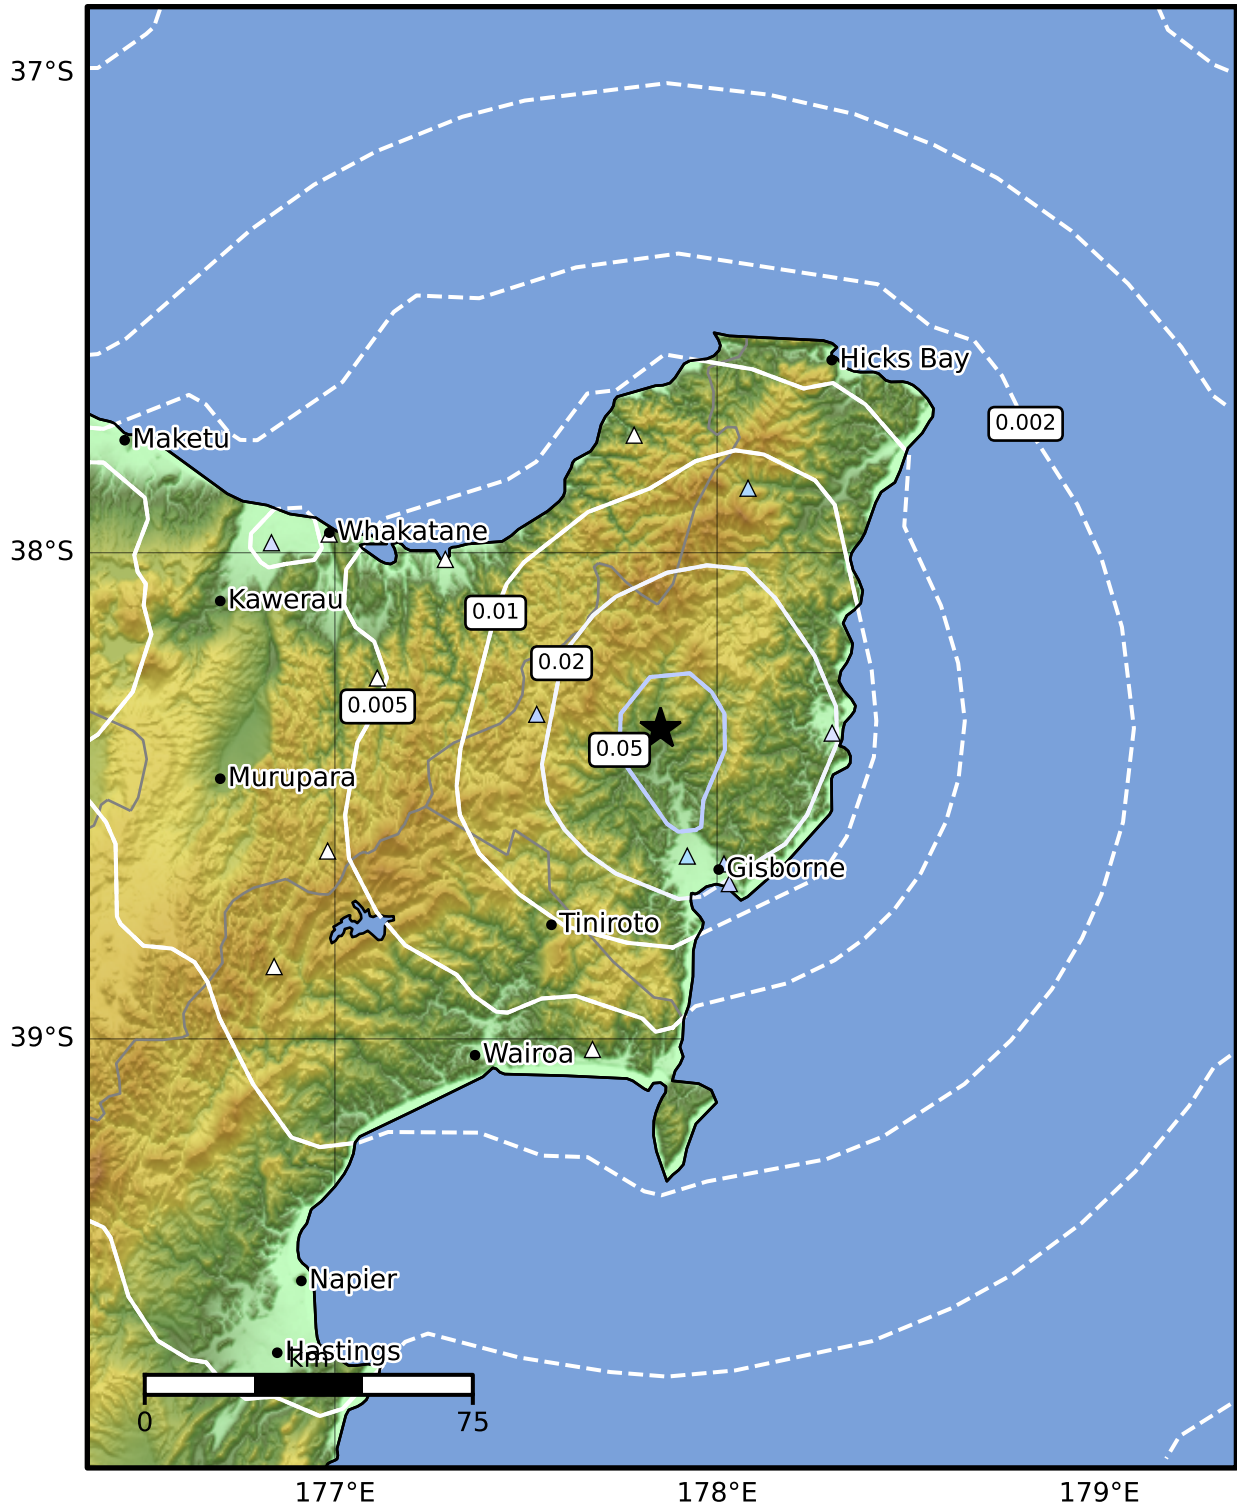 37°S
Hicks Bay
0.002
Maketu
Whakatane
38°S
Kawerau
0.01
0.02
0.005
0.05
Murupara
Gisborne
Tiniroto
39°S
Wairoa
Napier
Hastings
km
0
75
177°E
178°E
179°E